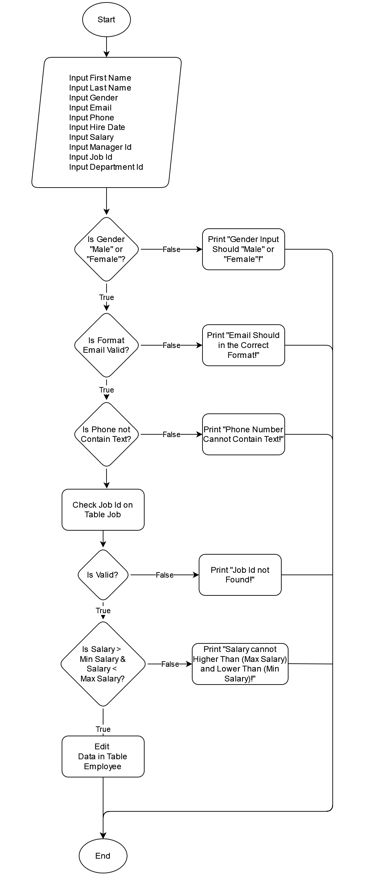 Start
Input First Name
Input Last Name
Input Gender
Input Email
Input Phone
Input Hire Date
Input Salary
Input Manager Id
Input Job Id
Input Department Id
Is Gender
"Male" or
"Female"?
False
Print "Gender Input
Should "Male" or
"Female"!"
True
Is Format
Email Valid?
False
Print "Email Should
in the Correct
Format!"
True
Is Phone not
Contain Text?
False
Print "Phone Number
Cannot Contain Text!"
Check Job Id on
Table Job
Is Valid?
False
Print "Job Id not
Found!"
True
Is Salary >
Min Salary &
Salary <
Max Salary?
False
Print "Salary cannot
Higher Than (Max Salary)
and Lower Than (Min
Salary)!"
True
Edit
Data in Table
Employee
End